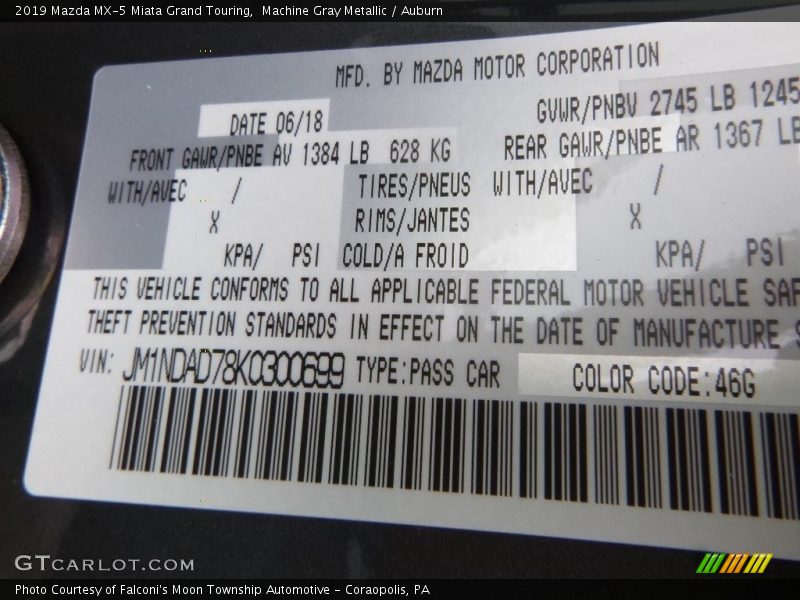 2019 Mazda MX-5 Miata Grand Touring, Machine Gray Metallic / Auburn
MFD. BY MAZDA MOTOR CORPORATION
DATE 06/18 GVWR/PNBV 2745 LB 1245
FRONT GAWR/PNBE AV 1384 LB 628 KG REAR GAWR/PNBE AR 1367 LB
WITH/AVEC / TIRES/PNEUS WITH/AVEC /
X RIMS/JANTES X
KPA/ PSI COLD/A FROID KPA/ PSI
THIS VEHICLE CONFORMS TO ALL APPLICABLE FEDERAL MOTOR VEHICLE SAF
THEFT PREVENTION STANDARDS IN EFFECT ON THE DATE OF MANUFACTURE S
VIN: JM1NDAD78K0300699 TYPE:PASS CAR COLOR CODE:46G
GTCARLOT.COM
Photo Courtesy of Falconi's Moon Township Automotive - Coraopolis, PA